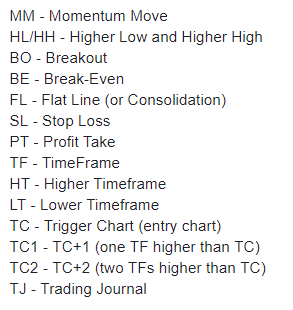 MM - Momentum Move
HL/HH - Higher Low and Higher High
BO - Breakout
BE - Break-Even
FL - Flat Line (or Consolidation)
SL - Stop Loss
PT - Profit Take
TF - TimeFrame
HT - Higher Timeframe
LT - Lower Timeframe
TC - Trigger Chart (entry chart)
TC1 - TC+1 (one TF higher than TC)
TC2 - TC+2 (two TFs higher than TC)
TJ - Trading Journal